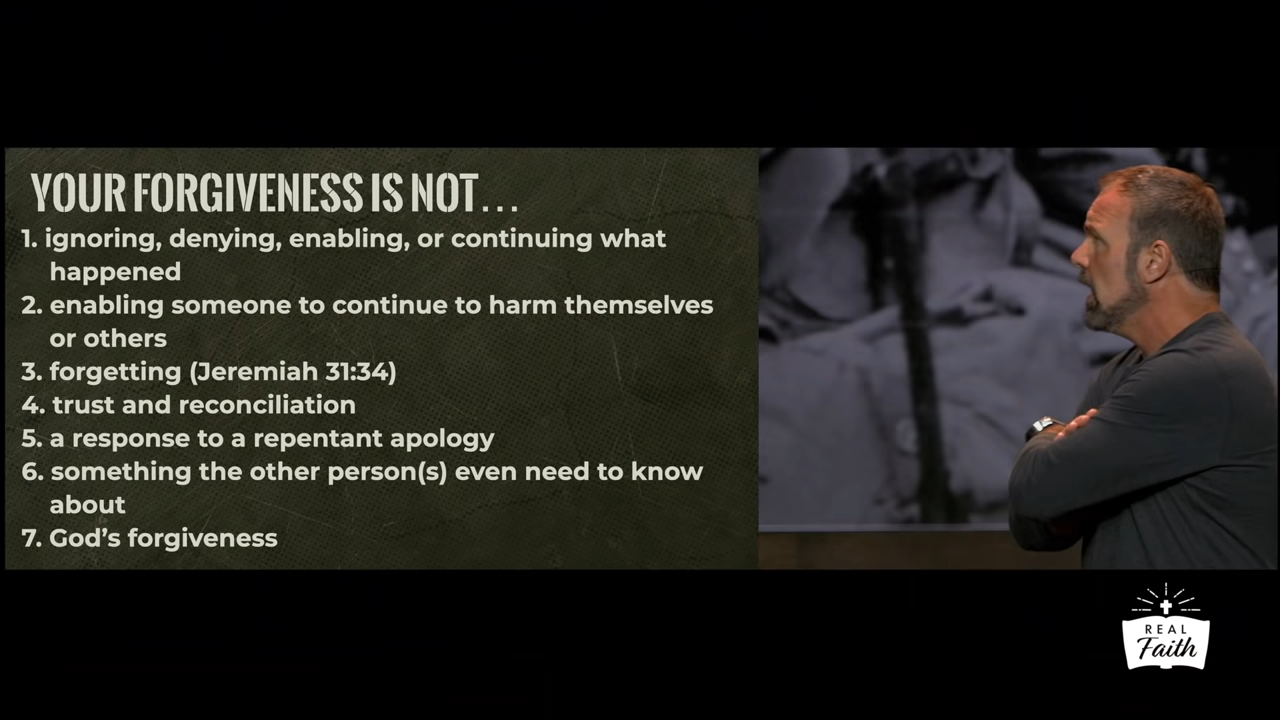 YOUR FORGIVENESS IS NOT...
1. ignoring, denying, enabling, or continuing what
happened
2. enabling someone to continue to harm themselves
or others
3. forgetting (Jeremiah 31:34)
4. trust and reconciliation
5. a response to a repentant apology
6. something the other person(s) even need to know
about
7. God's forgiveness
REAL
Faith